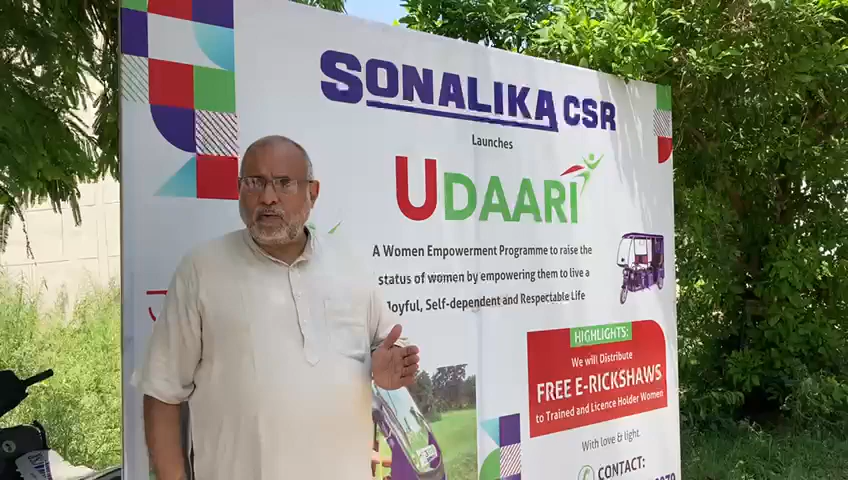 SONALIKA CSR
Launches
UDAARI
A Women Empowerment Programme to raise the
status of women by empowering them to live a
Joyful, Self-dependent and Respectable Life
HIGHLIGHTS:
We will Distribute
FREE E-RICKSHAWS
to Trained and Licence Holder Women
With love & light.
CONTACT: